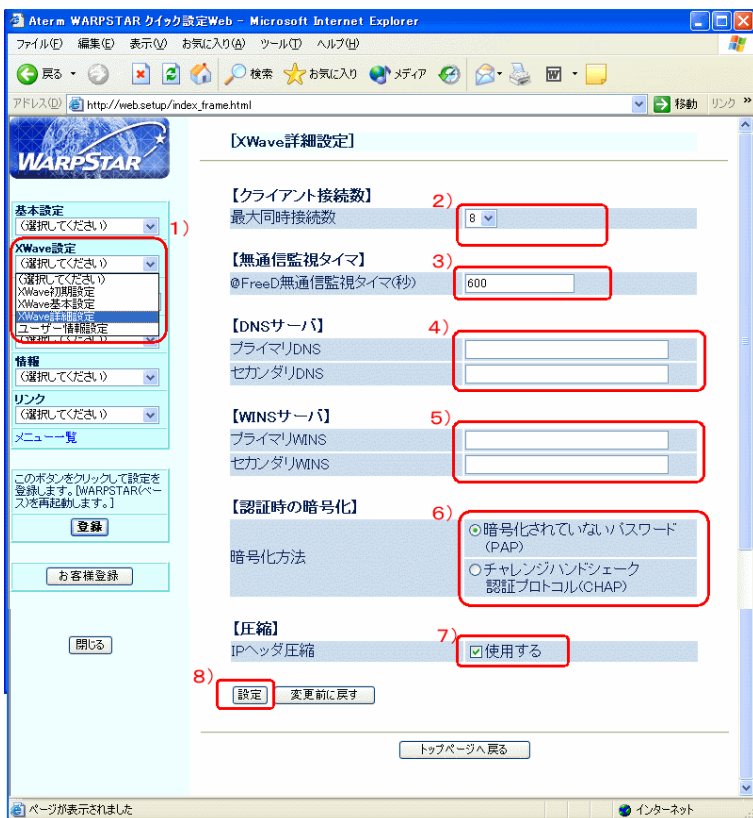 Aterm WARPSTAR クイック設定Web - Microsoft Internet Explorer
ファイル(F) 編集(E) 表示(V) お気に入り(A) ツール(T) ヘルプ(H)
戻る 検索 お気に入り メディア
アドレス(D) http://web.setup/index_frame.html 移動 リンク »
WARPSTAR
基本設定
(選択してください)
1)
XWave設定
(選択してください)
(選択してください)
XWave初期設定
XWave基本設定
XWave詳細設定
ユーザー情報設定
(選択してください)
情報
(選択してください)
リンク
(選択してください)
メニュー一覧
このボタンをクリックして設定を
登録します。[WARPSTAR(ベー
ス)を再起動します。]
登録
お客様登録
閉じる
[XWave詳細設定]
【クライアント接続数】
2)
最大同時接続数 8
【無通信監視タイマ】
3)
@FreeD無通信監視タイマ(秒) 600
【DNSサーバ】
4)
プライマリDNS
セカンダリDNS
【WINSサーバ】
5)
プライマリWINS
セカンダリWINS
【認証時の暗号化】
6)
暗号化方法
暗号化されていないパスワード
(PAP)
チャレンジハンドシェーク
認証プロトコル(CHAP)
【圧縮】
7)
IPヘッダ圧縮 使用する
8)
設定 変更前に戻す
トップページへ戻る
ページが表示されました インターネット